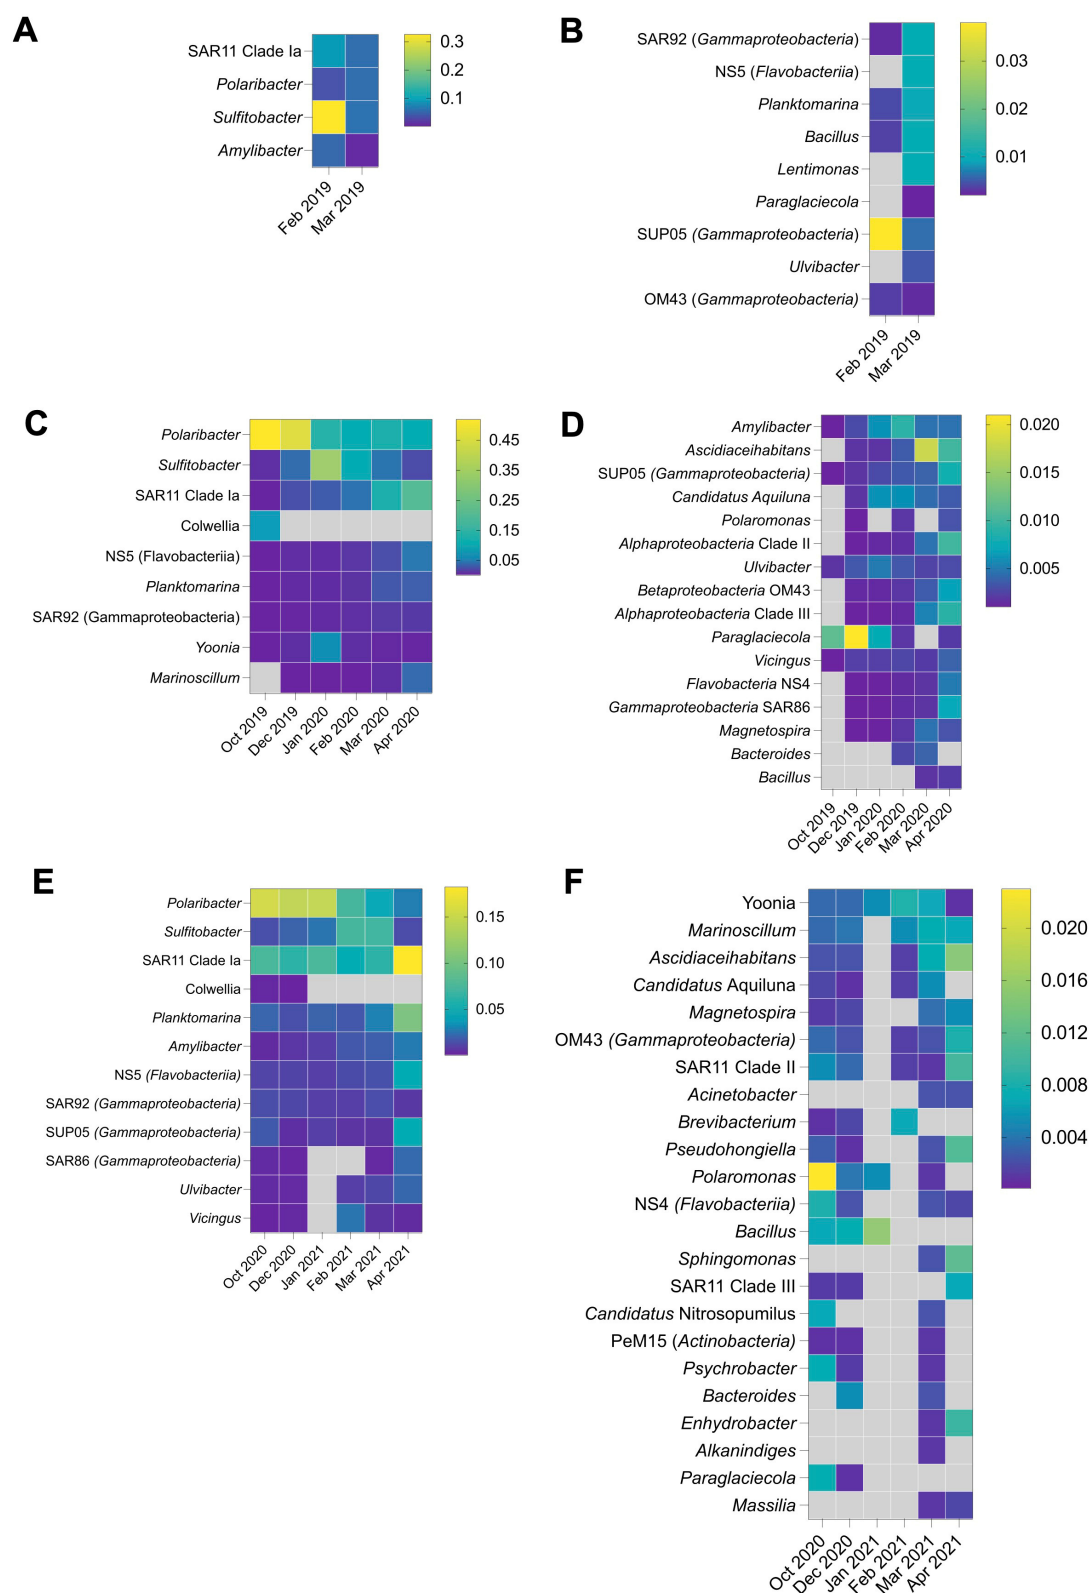 A
SAR11 Clade Ia
Polaribacter
Sulfitobacter
Amylibacter
Feb 2019
Mar 2019
0.3
0.2
0.1
B
SAR92 (Gammaproteobacteria)
NS5 (Flavobacteriia)
Planktomarina
Bacillus
Lentimonas
Paraglaciecola
SUP05 (Gammaproteobacteria)
Ulvibacter
OM43 (Gammaproteobacteria)
Feb 2019
Mar 2019
0.03
0.02
0.01
C
Polaribacter
Sulfitobacter
SAR11 Clade Ia
Colwellia
NS5 (Flavobacteriia)
Planktomarina
SAR92 (Gammaproteobacteria)
Yoonia
Marinoscillum
Oct 2019
Dec 2019
Jan 2020
Feb 2020
Mar 2020
Apr 2020
0.45
0.35
0.25
0.15
0.05
D
Amylibacter
Ascidiaceihabitans
SUP05 (Gammaproteobacteria)
Candidatus Aquiluna
Polaromonas
Alphaproteobacteria Clade II
Ulvibacter
Betaproteobacteria OM43
Alphaproteobacteria Clade III
Paraglaciecola
Vicingus
Flavobacteria NS4
Gammaproteobacteria SAR86
Magnetospira
Bacteroides
Bacillus
Oct 2019
Dec 2019
Jan 2020
Feb 2020
Mar 2020
Apr 2020
0.020
0.015
0.010
0.005
E
Polaribacter
Sulfitobacter
SAR11 Clade Ia
Colwellia
Planktomarina
Amylibacter
NS5 (Flavobacteriia)
SAR92 (Gammaproteobacteria)
SUP05 (Gammaproteobacteria)
SAR86 (Gammaproteobacteria)
Ulvibacter
Vicingus
Oct 2020
Dec 2020
Jan 2021
Feb 2021
Mar 2021
Apr 2021
0.15
0.10
0.05
F
Yoonia
Marinoscillum
Ascidiaceihabitans
Candidatus Aquiluna
Magnetospira
OM43 (Gammaproteobacteria)
SAR11 Clade II
Acinetobacter
Brevibacterium
Pseudohongiella
Polaromonas
NS4 (Flavobacteriia)
Bacillus
Sphingomonas
SAR11 Clade III
Candidatus Nitrosopumilus
PeM15 (Actinobacteria)
Psychrobacter
Bacteroides
Enhydrobacter
Alkanindiges
Paraglaciecola
Massilia
Oct 2020
Dec 2020
Jan 2021
Feb 2021
Mar 2021
Apr 2021
0.020
0.016
0.012
0.008
0.004